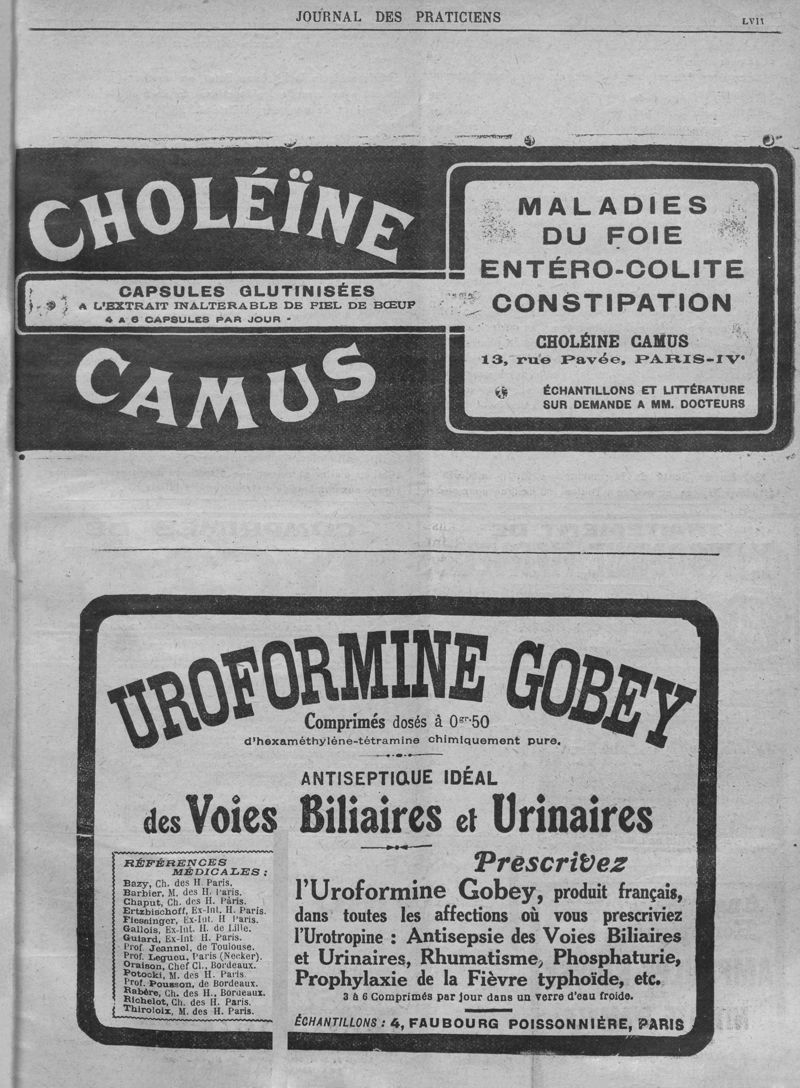 JOURNAL DES PRATICIENS
LVII
CHOLÉÏNE
CAPSULES GLUTINISÉES
A L'EXTRAIT INALTERABLE DE FIEL DE BŒUF
4 A 6 CAPSULES PAR JOUR -
CAMUS
MALADIES
DU FOIE
ENTÉRO-COLITE
CONSTIPATION
CHOLÉINE CAMUS
13, rue Pavée, PARIS-IVe
ÉCHANTILLONS ET LITTÉRATURE
SUR DEMANDE A MM. DOCTEURS
UROFORMINE GOBEY
Comprimés dosés à 0gr.50
d'hexaméthylène-tétramine chimiquement pure.
ANTISEPTIQUE IDÉAL
des Voies Biliaires et Urinaires
RÉFÉRENCES
MÉDICALES :
Bazy, Ch. des H. Paris.
Barbier, M. des H. Paris.
Chaput, Ch. des H. Paris.
Ertzbischoff, Ex-Int. H. Paris.
Fiessinger, Ex-Int. H Paris.
Gallois, Ex-Int. H. de Lille.
Guiard, Ex-Int H. Paris.
Prof. Jeannel, de Toulouse.
Prof. Legueu, Paris (Necker).
Oraison, Chef Cl., Bordeaux.
Potocki, M. des H. Paris
Prof. Pousson, de Bordeaux.
Rabère, Ch. des H., Bordeaux.
Richelot, Ch. des H. Paris.
Thiroloix, M. des H. Paris.
Prescrivez
l'Uroformine Gobey, produit français,
dans toutes les affections où vous prescriviez
l'Urotropine : Antisepsie des Voies Biliaires
et Urinaires, Rhumatisme, Phosphaturie,
Prophylaxie de la Fièvre typhoïde, etc.
3 à 6 Comprimés par jour dans un verre d'eau froide.
ÉCHANTILLONS : 4, FAUBOURG POISSONNIÈRE, PARIS